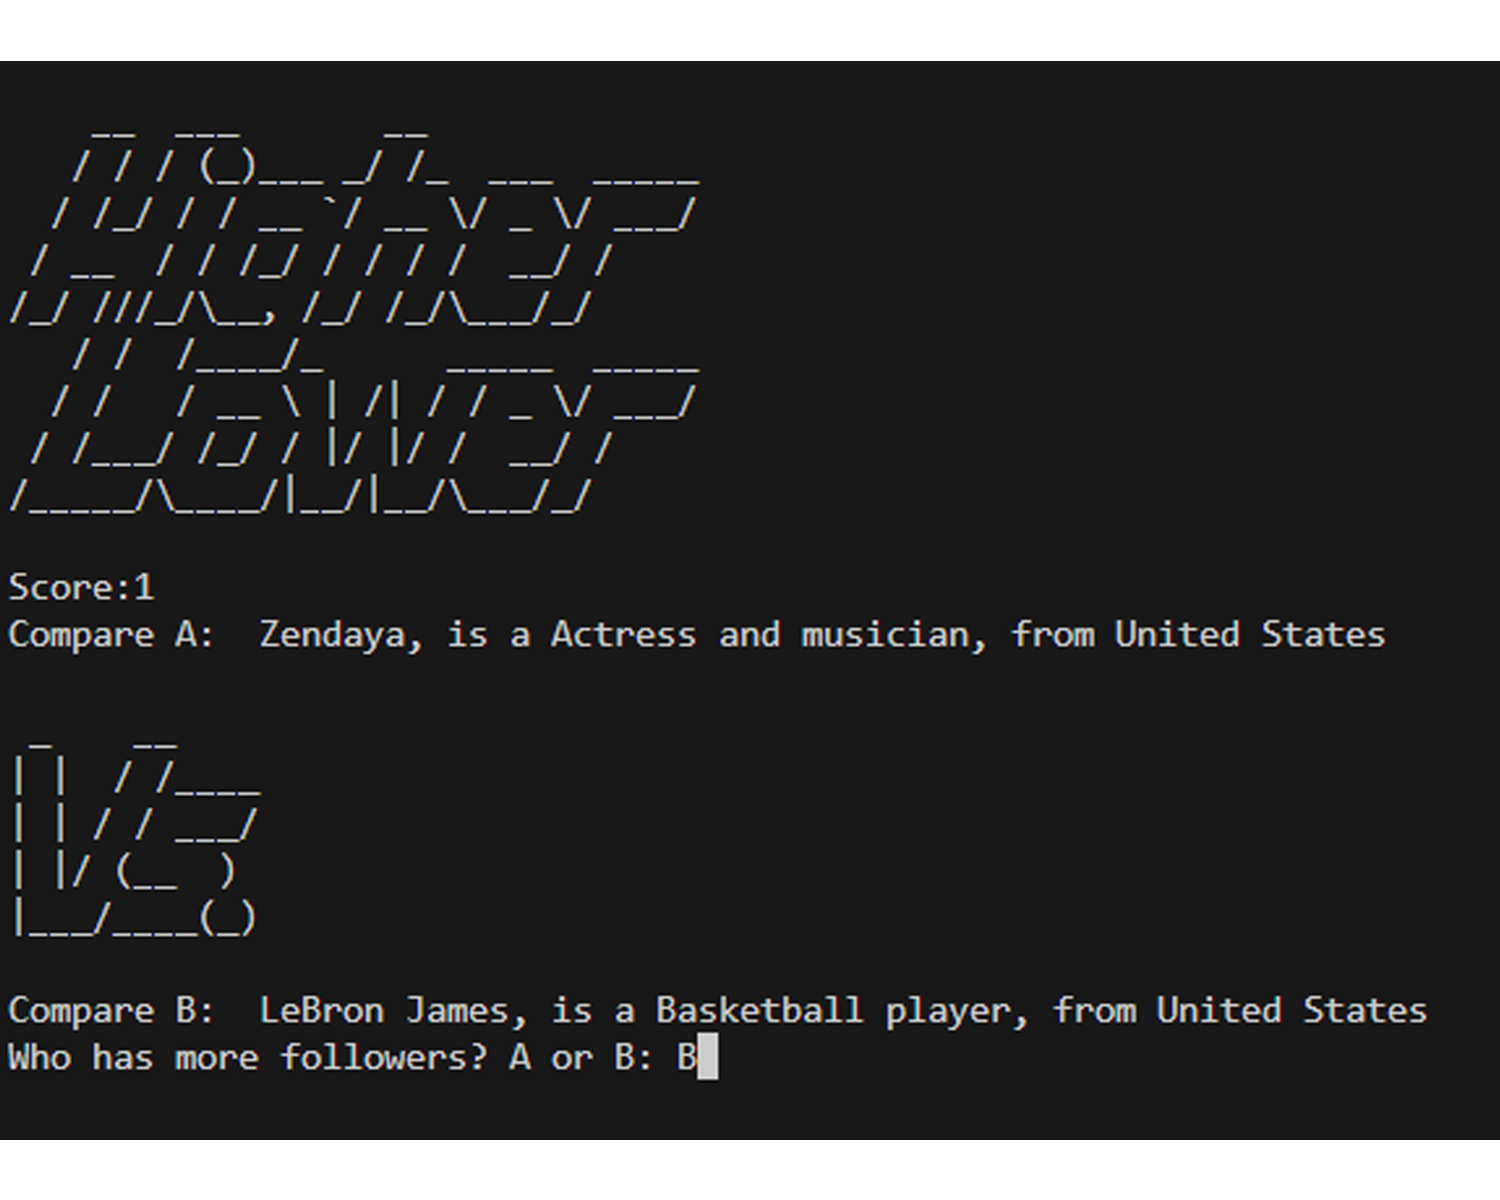 Higher
Lower
Score:1
Compare A:  Zendaya, is a Actress and musician, from United States
Vs.
Compare B:  LeBron James, is a Basketball player, from United States
Who has more followers? A or B: B